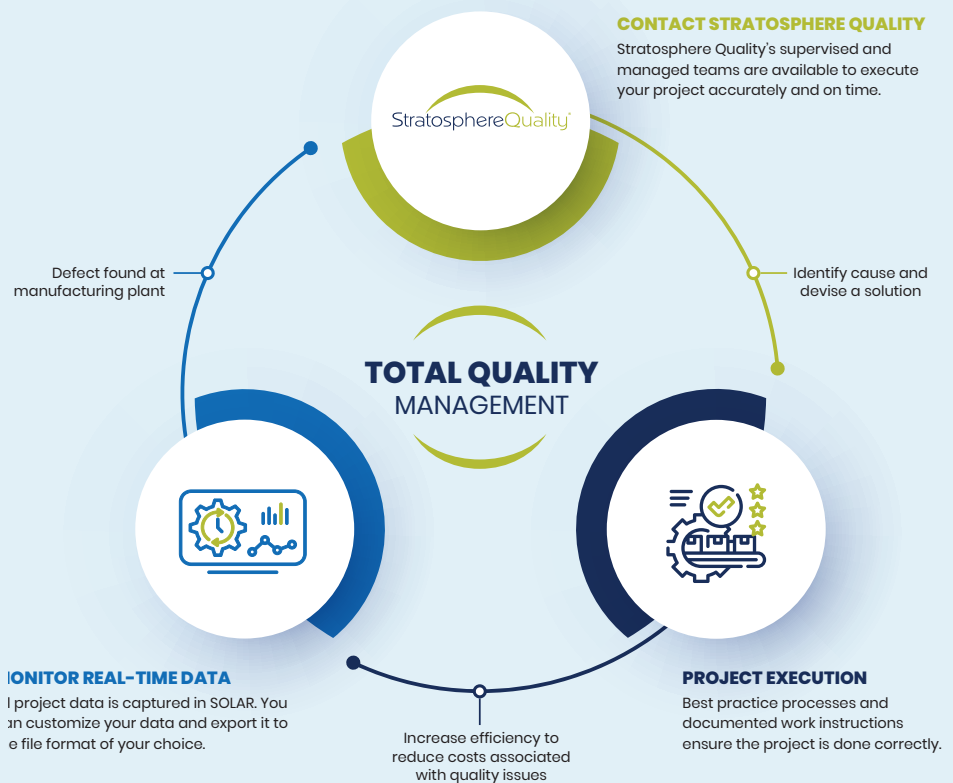 CONTACT STRATOSPHERE QUALITY
Stratosphere Quality's supervised and
managed teams are available to execute
your project accurately and on time.
StratosphereQuality
Defect found at
manufacturing plant
Identify cause and
devise a solution
TOTAL QUALITY
MANAGEMENT
ONITOR REAL-TIME DATA
l project data is captured in SOLAR. You
an customize your data and export it to
e file format of your choice.
PROJECT EXECUTION
Best practice processes and
documented work instructions
ensure the project is done correctly.
Increase efficiency to
reduce costs associated
with quality issues